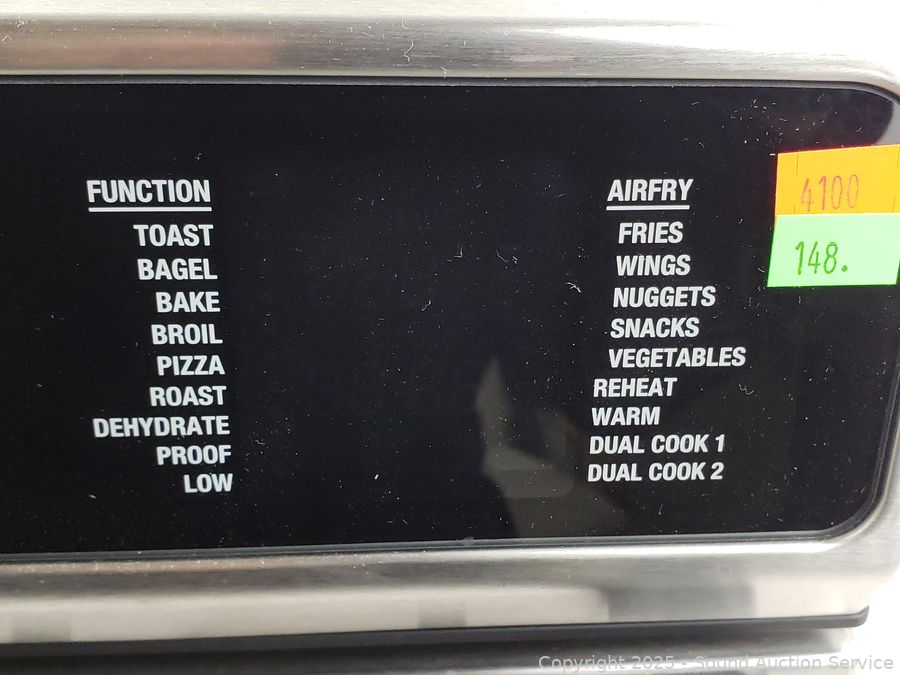 FUNCTION
TOAST
BAGEL
BAKE
BROIL
PIZZA
ROAST
DEHYDRATE
PROOF
LOW
AIRFRY
FRIES
WINGS
NUGGETS
SNACKS
VEGETABLES
REHEAT
WARM
DUAL COOK 1
DUAL COOK 2
4100
148.
Copyright 2025 - Sound Auction Service